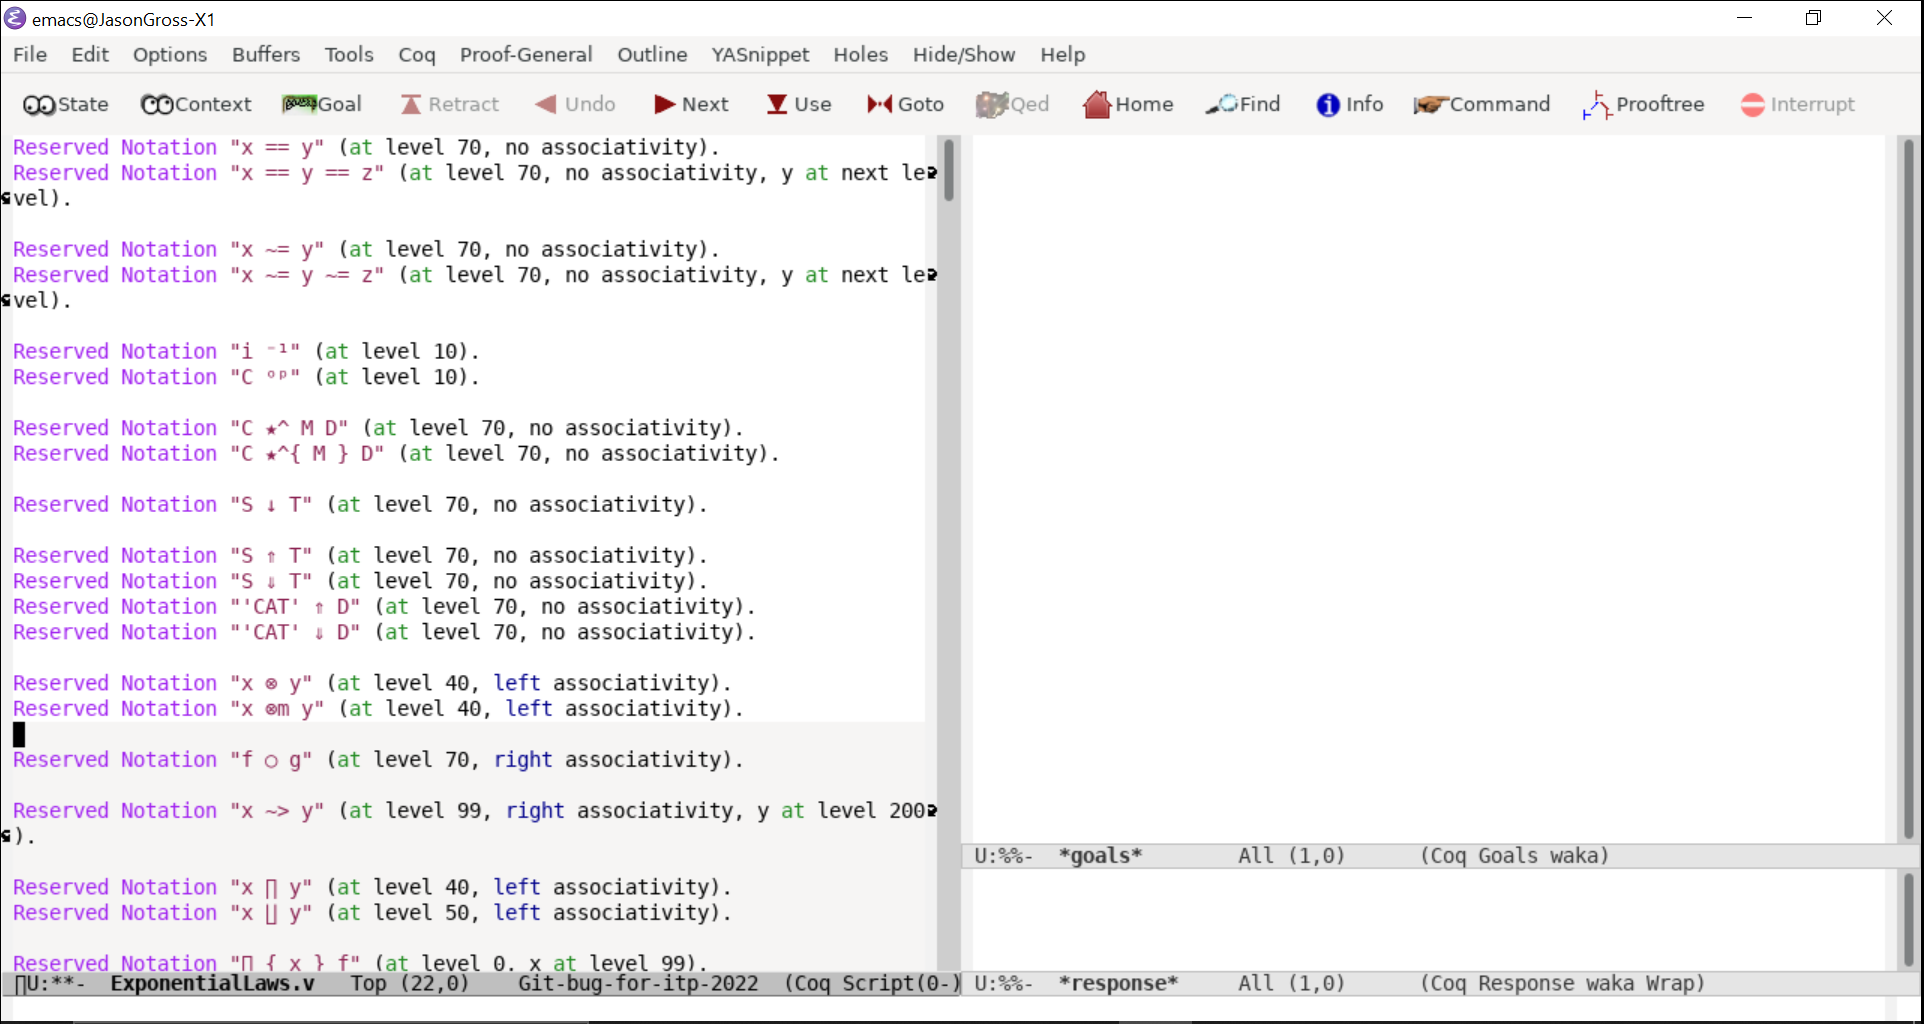 emacs@JasonGross-X1
File Edit Options Buffers Tools Coq Proof-General Outline YASnippet Holes Hide/Show Help
State Context Goal Retract Undo Next Use Goto Qed Home Find Info Command Prooftree Interrupt
Reserved Notation "x == y" (at level 70, no associativity).
Reserved Notation "x == y == z" (at level 70, no associativity, y at next le
vel).
Reserved Notation "x ~= y" (at level 70, no associativity).
Reserved Notation "x ~= y ~= z" (at level 70, no associativity, y at next le
vel).
Reserved Notation "i ⁻¹" (at level 10).
Reserved Notation "C ᵒᵖ" (at level 10).
Reserved Notation "C ★^ M D" (at level 70, no associativity).
Reserved Notation "C ★^{ M } D" (at level 70, no associativity).
Reserved Notation "S ↓ T" (at level 70, no associativity).
Reserved Notation "S ⇑ T" (at level 70, no associativity).
Reserved Notation "S ⇓ T" (at level 70, no associativity).
Reserved Notation "'CAT' ⇑ D" (at level 70, no associativity).
Reserved Notation "'CAT' ⇓ D" (at level 70, no associativity).
Reserved Notation "x ⊗ y" (at level 40, left associativity).
Reserved Notation "x ⊗m y" (at level 40, left associativity).
Reserved Notation "f ○ g" (at level 70, right associativity).
Reserved Notation "x ~> y" (at level 99, right associativity, y at level 200
).
Reserved Notation "x ∏ y" (at level 40, left associativity).
Reserved Notation "x ∐ y" (at level 50, left associativity).
Reserved Notation "∏ { x } f" (at level 0, x at level 99).
∏U:**- ExponentialLaws.v Top (22,0) Git-bug-for-itp-2022 (Coq Script(0-)
U:%%- *goals* All (1,0) (Coq Goals waka)
U:%%- *response* All (1,0) (Coq Response waka Wrap)